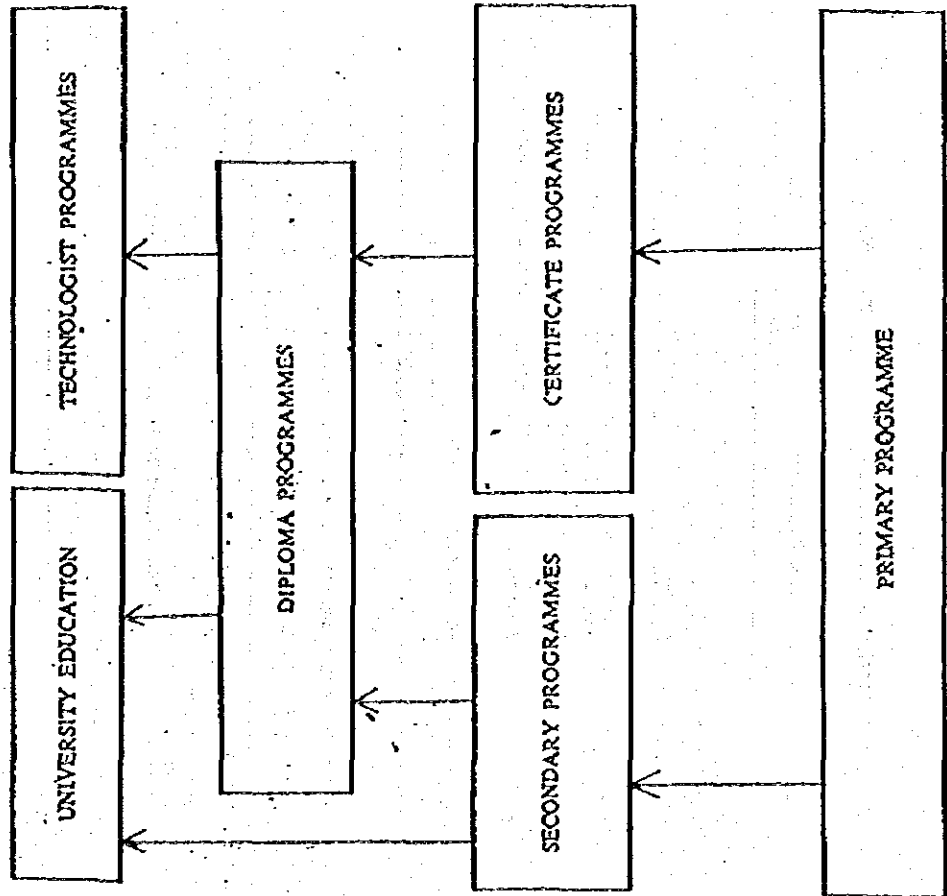 UNIVERSITY EDUCATION
TECHNOLOGIST PROGRAMMES
DIPLOMA PROGRAMMES
SECONDARY PROGRAMMES
CERTIFICATE PROGRAMMES
PRIMARY PROGRAMME